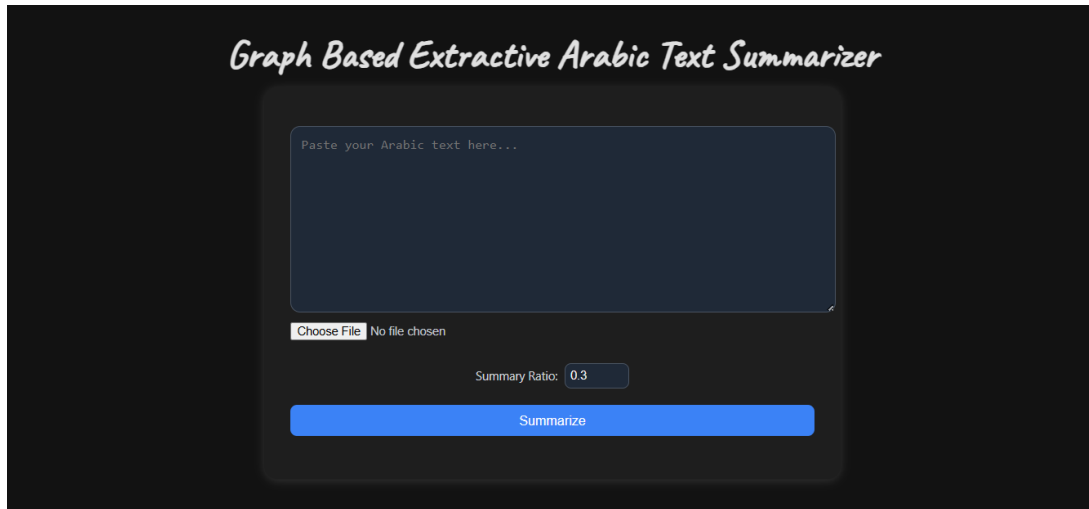 Graph Based Extractive Arabic Text Summarizer
Paste your Arabic text here...
Choose File No file chosen
Summary Ratio: 0.3
Summarize